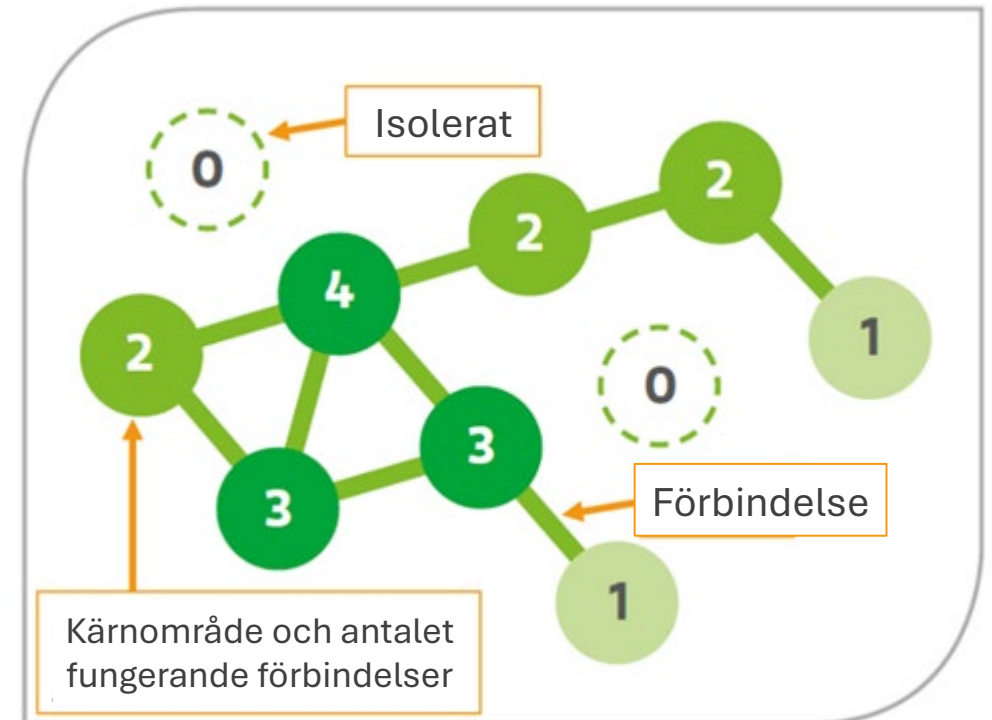 Isolerat
0
2
2
4
1
2
0
3
Förbindelse
3
1
Kärnområde och antalet
fungerande förbindelser